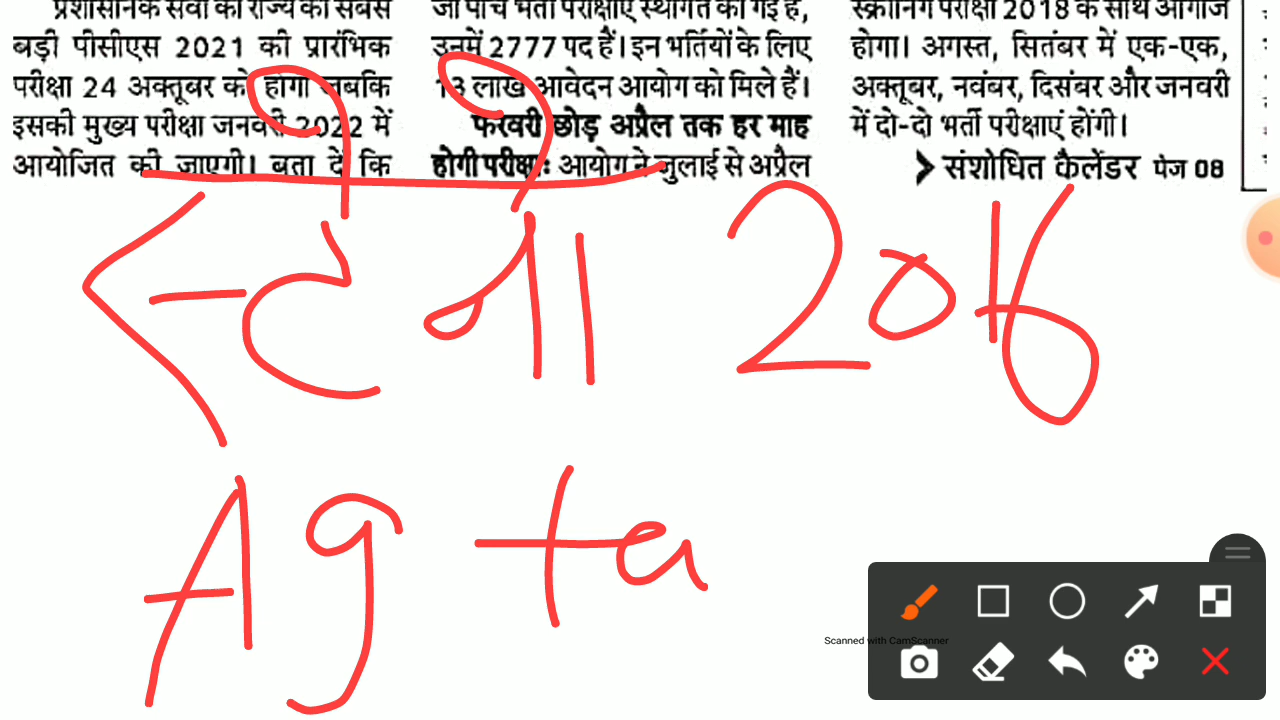 प्रशासनिक सेवा की राज्य की सबसे
बड़ी पीसीएस 2021 की प्रारंभिक
परीक्षा 24 अक्तूबर को होगी जबकि
इसकी मुख्य परीक्षा जनवरी 2022 में
आयोजित की जाएगी। बता दें कि
जो पांच भर्ती परीक्षाएं स्थगित की गई हैं,
उनमें 2777 पद हैं। इन भर्तियों के लिए
13 लाख आवेदन आयोग को मिले हैं।
फरवरी छोड़ अप्रैल तक हर माह
होगी परीक्षाः आयोग ने जुलाई से अप्रैल
स्क्रीनिंग परीक्षा 2018 के साथ आगाज
होगा। अगस्त, सितंबर में एक-एक,
अक्तूबर, नवंबर, दिसंबर और जनवरी
में दो-दो भर्ती परीक्षाएं होंगी।
संशोधित कैलेंडर पेज 08
2018
Ag
Scanned with CamScanner